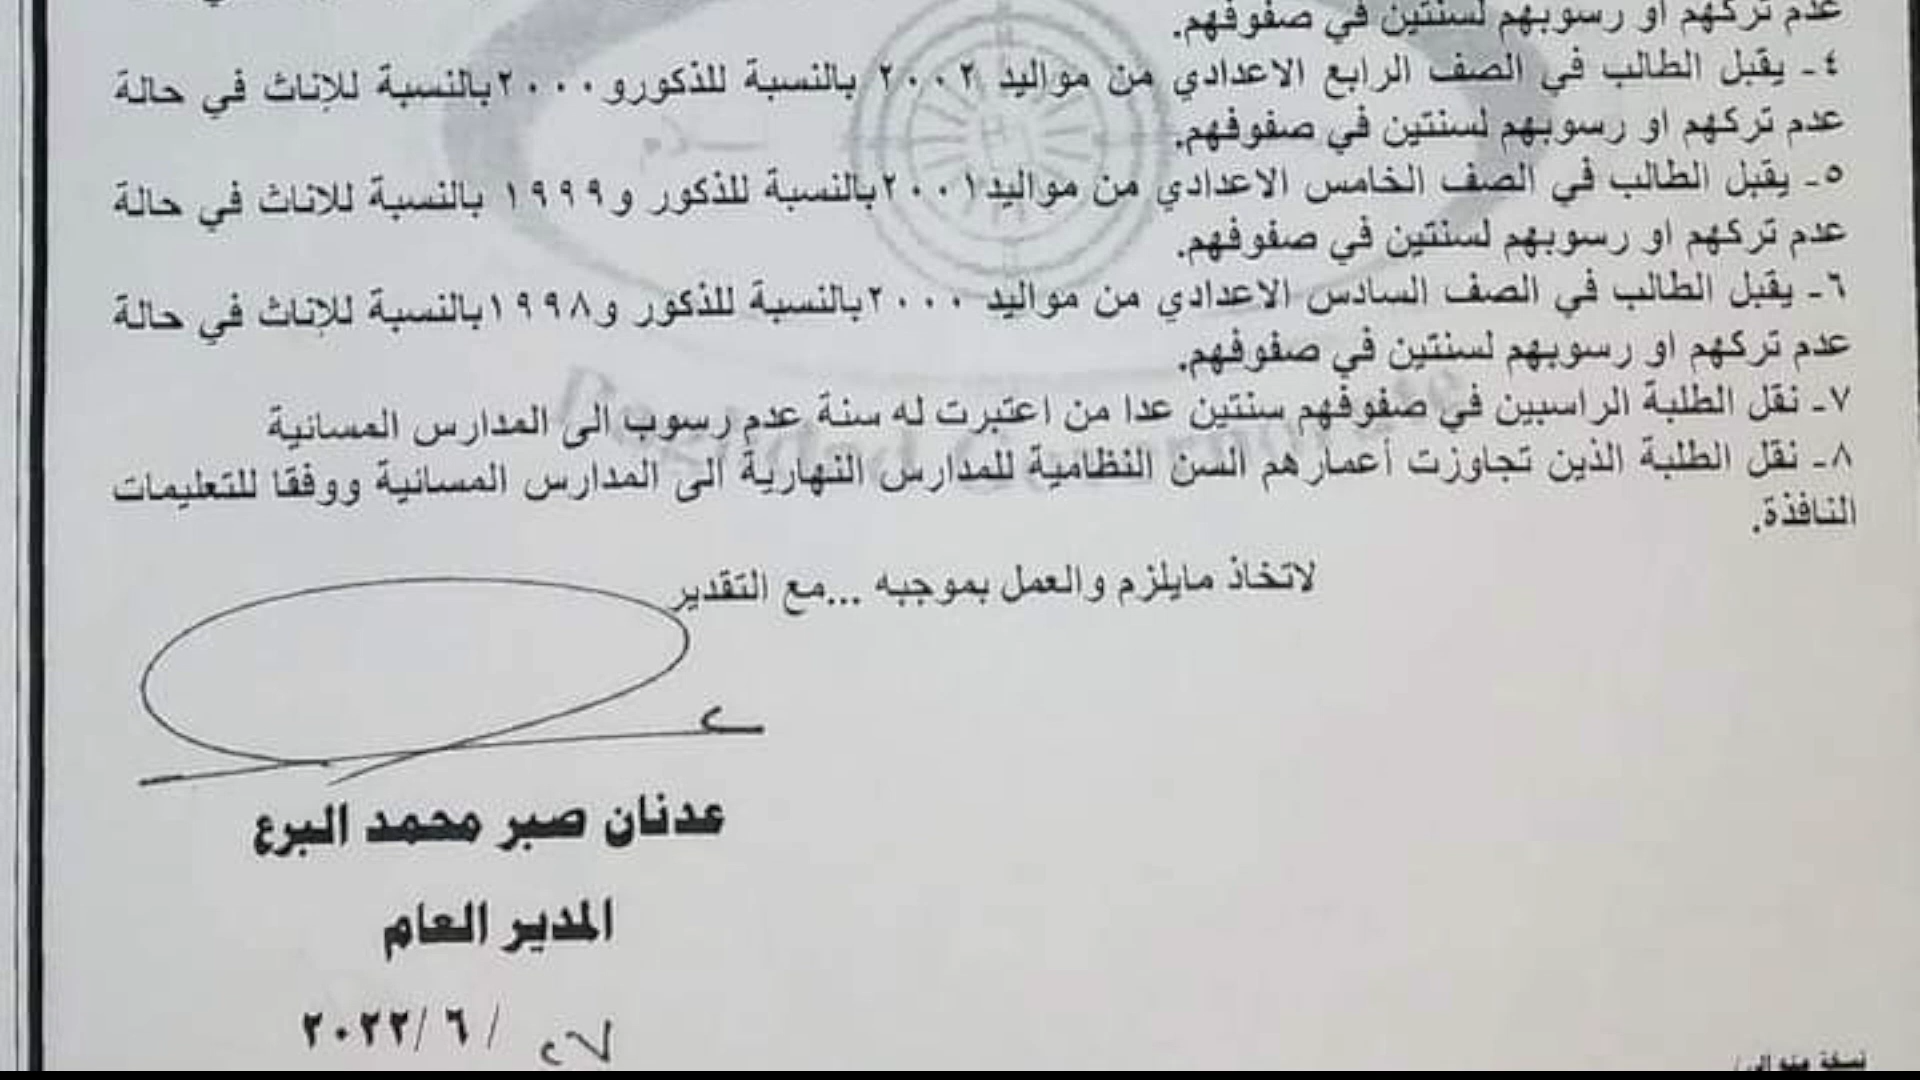 عدم تركهم او رسوبهم لسنتين في صفوفهم.
٤- يقبل الطالب في الصف الرابع الاعدادي من مواليد ٢٠٠٢ بالنسبة للذكورو٢٠٠٠بالنسبة للإناث في حالة
عدم تركهم او رسوبهم لسنتين في صفوفهم.
٥- يقبل الطالب في الصف الخامس الاعدادي من مواليد٢٠٠١بالنسبة للذكور و١٩٩٩ بالنسبة للاناث في حالة
عدم تركهم او رسوبهم لسنتين في صفوفهم.
٦- يقبل الطالب في الصف السادس الاعدادي من مواليد ٢٠٠٠بالنسبة للذكور و١٩٩٨بالنسبة للإناث في حالة
عدم تركهم او رسوبهم لسنتين في صفوفهم.
٧- نقل الطلبة الراسبين في صفوفهم سنتين عدا من اعتبرت له سنة عدم رسوب الى المدارس المسائية
٨- نقل الطلبة الذين تجاوزت أعمارهم السن النظامية للمدارس النهارية الى المدارس المسائية ووفقا للتعليمات
النافذة.
لاتخاذ مايلزم والعمل بموجبه ...مع التقدير
عدنان صبر محمد البرع
المدير العام
/ ٦ /٢٠٢٢
نسخة منه الى/